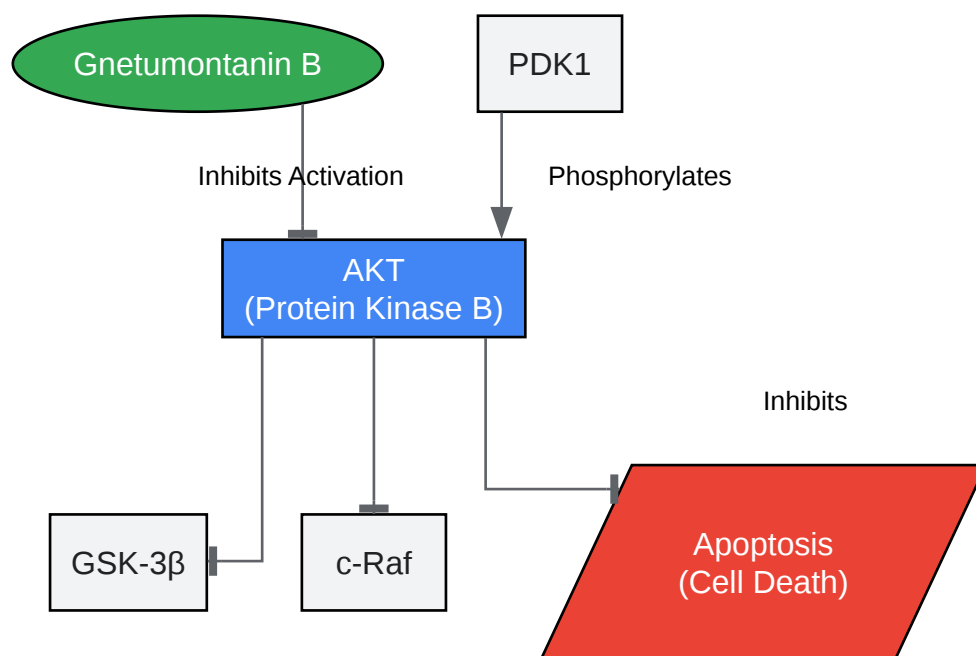 Gnetumontanin B
PDK1
Inhibits Activation
Phosphorylates
AKT
(Protein Kinase B)
Inhibits
GSK-3β
c-Raf
Apoptosis
(Cell Death)